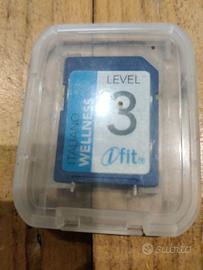 LEVEL
3
ITALIANO
WELLNESS
ifit®
subito